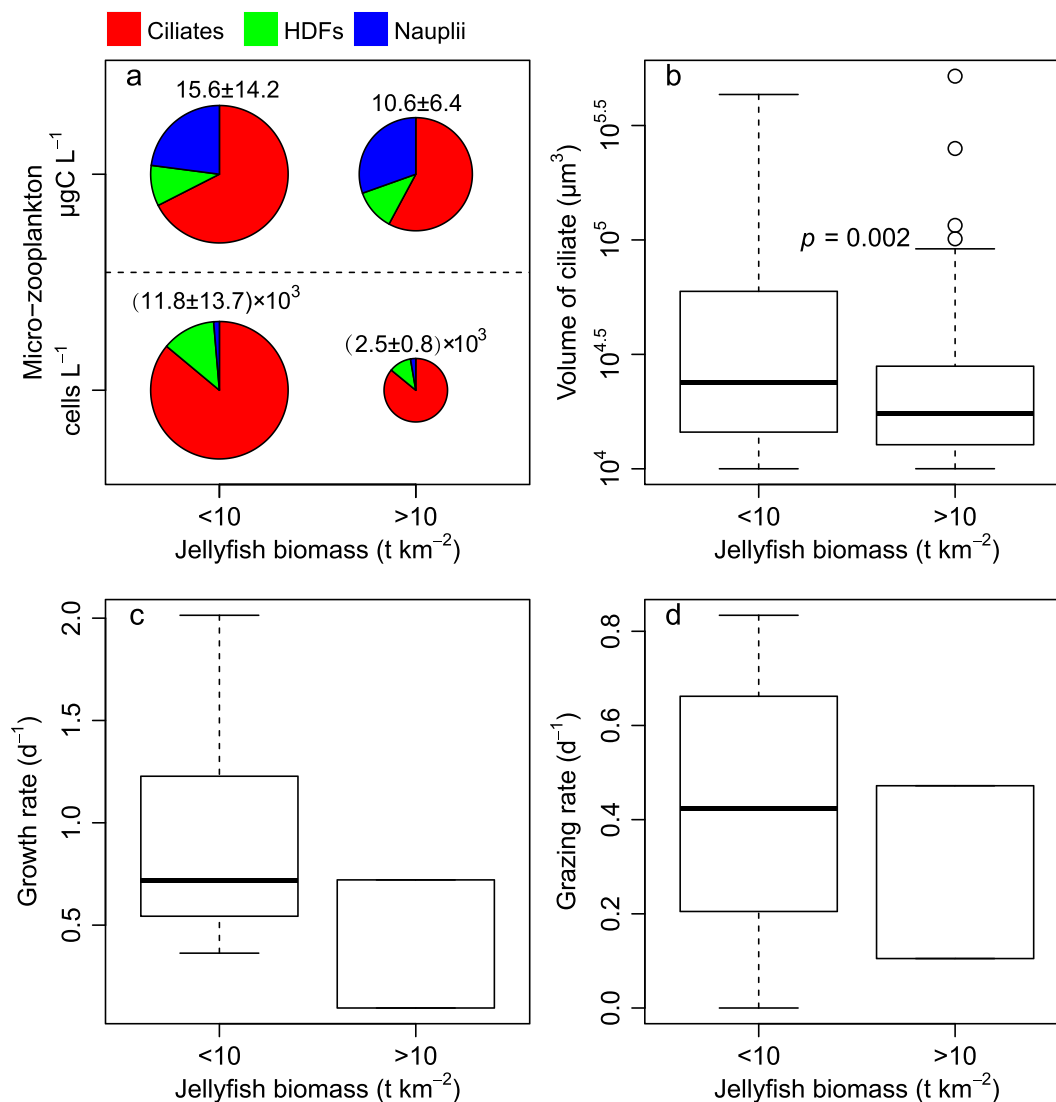 Ciliates HDFs Nauplii
a
15.6±14.2
10.6±6.4
(11.8±13.7)×10³
(2.5±0.8)×10³
Micro−zooplankton
cells L⁻¹ µgC L⁻¹
<10 >10
Jellyfish biomass (t km⁻²)
b
p = 0.002
Volume of ciliate (µm³)
10⁴ 10⁴·⁵ 10⁵ 10⁵·⁵
<10 >10
Jellyfish biomass (t km⁻²)
c
Growth rate (d⁻¹)
0.5 1.0 1.5 2.0
<10 >10
Jellyfish biomass (t km⁻²)
d
Grazing rate (d⁻¹)
0.0 0.2 0.4 0.6 0.8
<10 >10
Jellyfish biomass (t km⁻²)